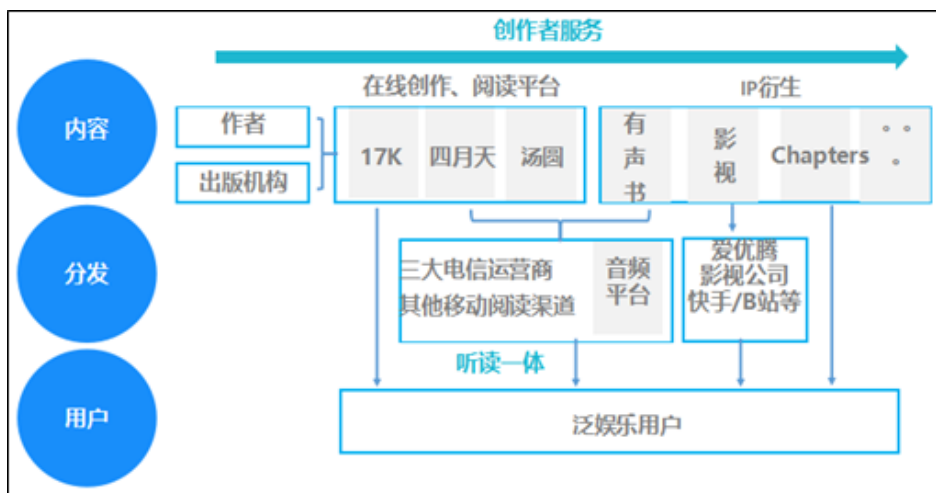 创作者服务
在线创作、阅读平台
IP衍生
内容
作者
出版机构
17K
四月天
汤圆
有声书
影视
Chapters
。。。
分发
三大电信运营商
其他移动阅读渠道
音频
平台
爱优腾
影视公司
快手/B站等
听读一体
用户
泛娱乐用户